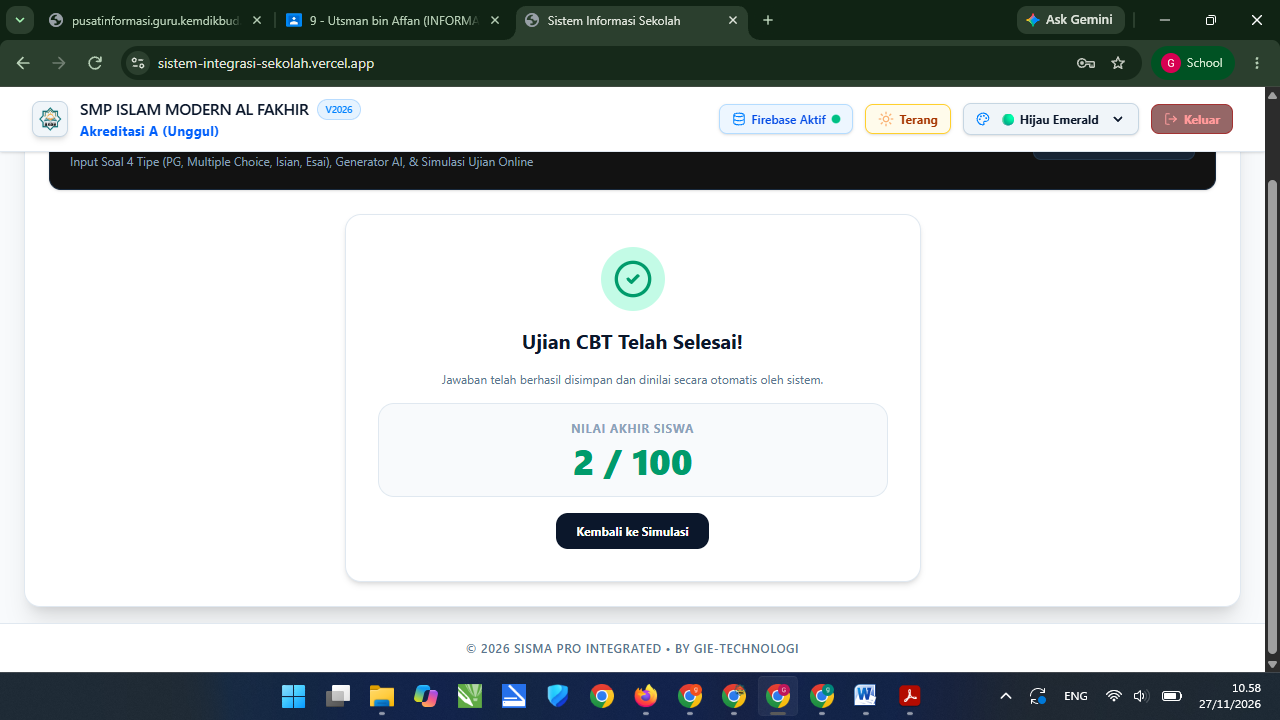 pusatinformasi.guru.kemdikbud
9 - Utsman bin Affan (INFORMA
Sistem Informasi Sekolah
Ask Gemini
sistem-integrasi-sekolah.vercel.app
G School
SMP ISLAM MODERN AL FAKHIR V2026
Akreditasi A (Unggul)
Firebase Aktif
Terang
Hijau Emerald
Keluar
Input Soal 4 Tipe (PG, Multiple Choice, Isian, Esai), Generator AI, & Simulasi Ujian Online
Ujian CBT Telah Selesai!
Jawaban telah berhasil disimpan dan dinilai secara otomatis oleh sistem.
NILAI AKHIR SISWA
2 / 100
Kembali ke Simulasi
© 2026 SISMA PRO INTEGRATED • BY GIE-TECHNOLOGI
ENG
10.58
27/11/2026